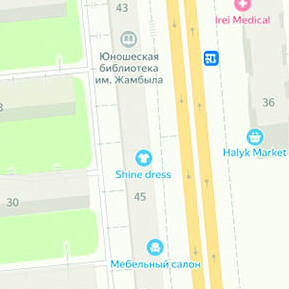 43
Irei Medical
Юношеская
библиотека
им. Жамбыла
36
Halyk Market
Shine dress
45
30
Мебельный салон